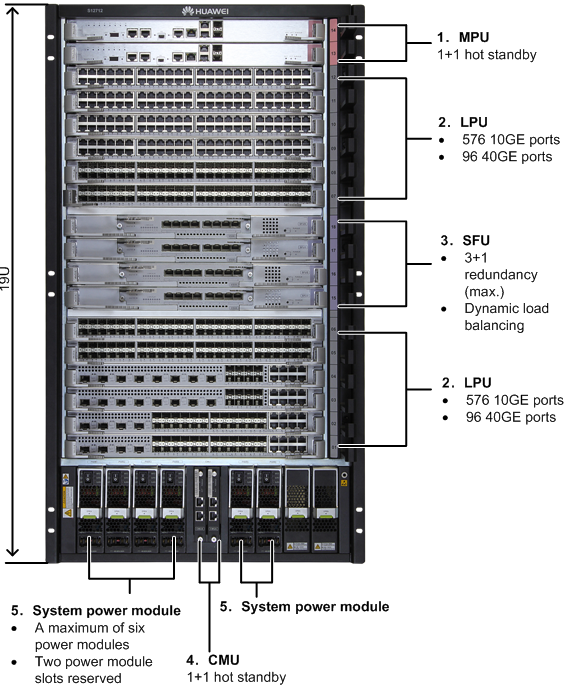 S12712
HUAWEI
1. MPU
1+1 hot standby
2. LPU
• 576 10GE ports
• 96 40GE ports
3. SFU
• 3+1
redundancy
(max.)
• Dynamic load
balancing
2. LPU
• 576 10GE ports
• 96 40GE ports
19U
5. System power module
• A maximum of six
power modules
• Two power module
slots reserved
4. CMU
1+1 hot standby
5. System power module